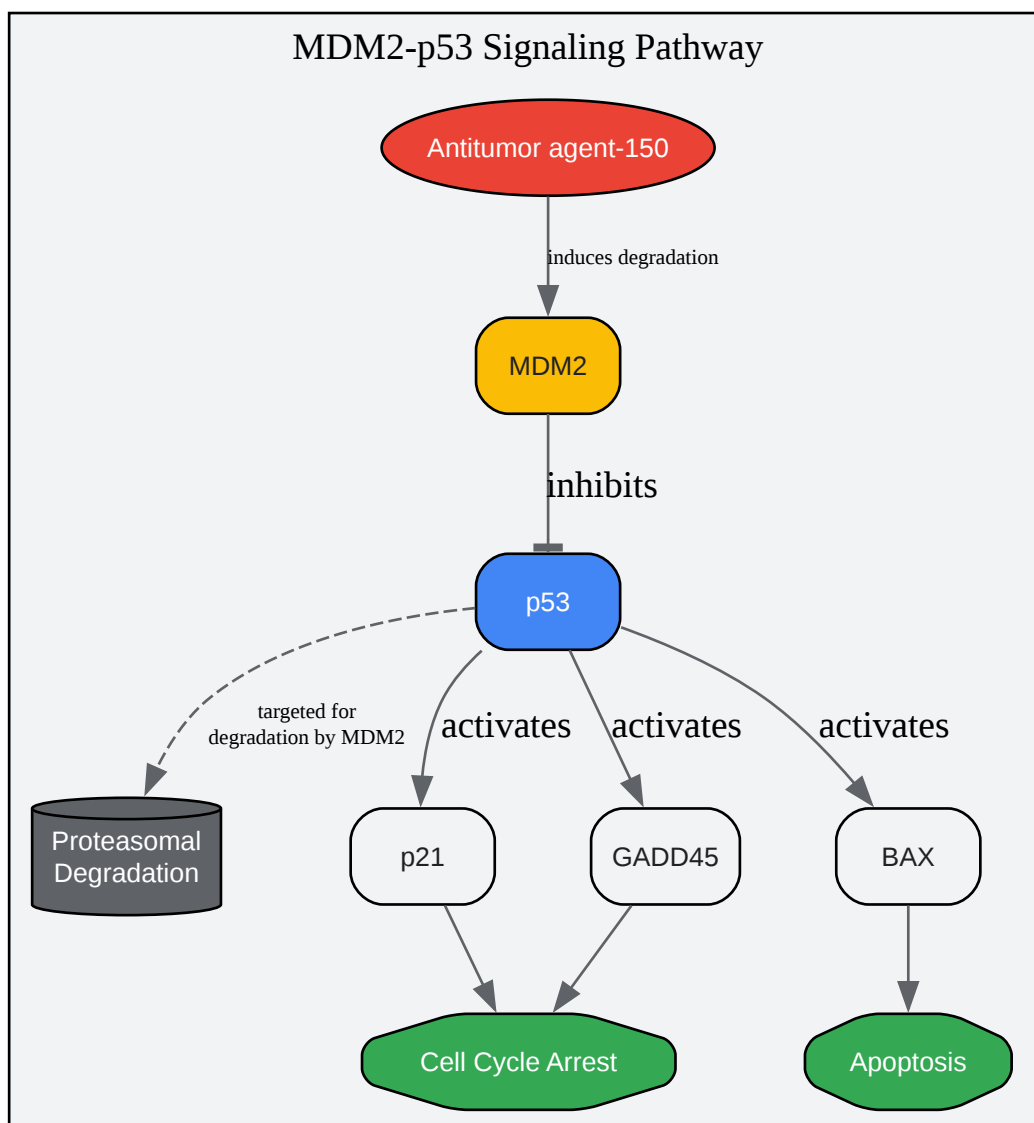 MDM2-p53 Signaling Pathway
Antitumor agent-150
induces degradation
MDM2
inhibits
p53
targeted for
degradation by MDM2
activates
activates
activates
Proteasomal
Degradation
p21
GADD45
BAX
Cell Cycle Arrest
Apoptosis